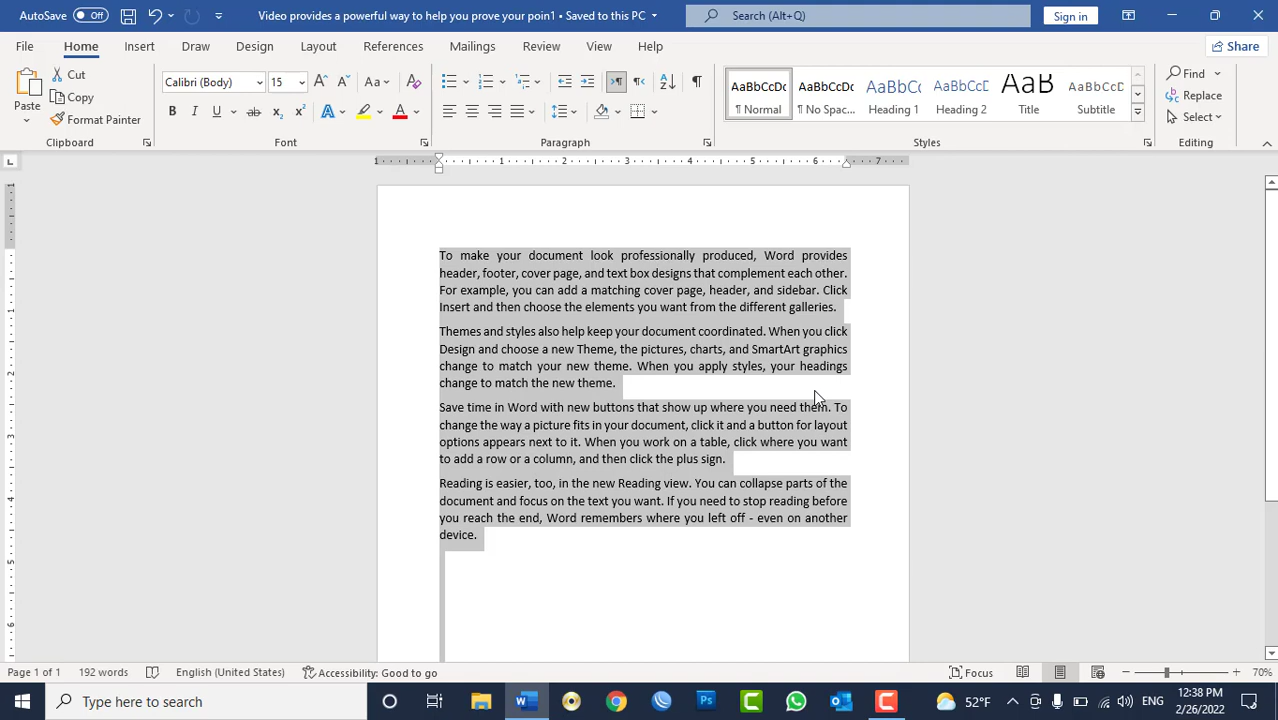 AutoSave Off Video provides a powerful way to help you prove your poin1 • Saved to this PC Search (Alt+Q) Sign in
File Home Insert Draw Design Layout References Mailings Review View Help Share
Paste Cut Copy Format Painter
Calibri (Body) 15 Aa
B I U ab x₂ x² A A
AaBbCcDc AaBbCcDc AaBbCc AaBbCcD AaB AaBbCcD
¶ Normal ¶ No Spac... Heading 1 Heading 2 Title Subtitle
Find
Replace
Select
Clipboard Font Paragraph Styles Editing
1 1 2 3 4 5 6 7
To make your document look professionally produced, Word provides
header, footer, cover page, and text box designs that complement each other.
For example, you can add a matching cover page, header, and sidebar. Click
Insert and then choose the elements you want from the different galleries.
Themes and styles also help keep your document coordinated. When you click
Design and choose a new Theme, the pictures, charts, and SmartArt graphics
change to match your new theme. When you apply styles, your headings
change to match the new theme.
Save time in Word with new buttons that show up where you need them. To
change the way a picture fits in your document, click it and a button for layout
options appears next to it. When you work on a table, click where you want
to add a row or a column, and then click the plus sign.
Reading is easier, too, in the new Reading view. You can collapse parts of the
document and focus on the text you want. If you need to stop reading before
you reach the end, Word remembers where you left off - even on another
device.
Page 1 of 1 192 words English (United States) Accessibility: Good to go Focus 70%
Type here to search 52°F ENG 12:38 PM
2/26/2022